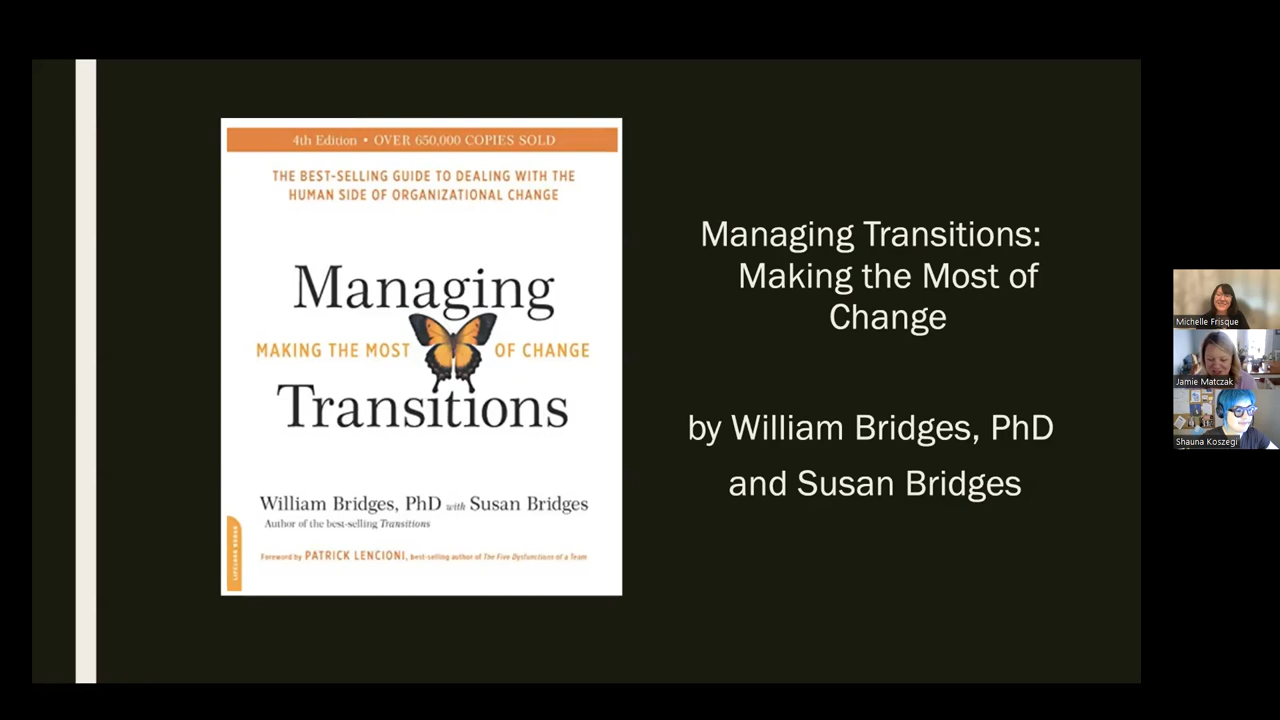 4th Edition • OVER 650,000 COPIES SOLD
THE BEST-SELLING GUIDE TO DEALING WITH THE
HUMAN SIDE OF ORGANIZATIONAL CHANGE
Managing
MAKING THE MOST OF CHANGE
Transitions
William Bridges, PhD with Susan Bridges
Author of the best-selling Transitions
Foreword by PATRICK LENCIONI, best-selling author of The Five Dysfunctions of a Team
LIFELONG BOOKS
Managing Transitions:
Making the Most of
Change
by William Bridges, PhD
and Susan Bridges
Michelle Frisque
Jamie Matczak
Shauna Koszegi